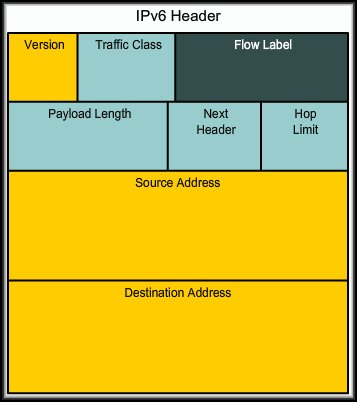 IPv6 Header
Version Traffic Class Flow Label
Payload Length Next Hop
Header Limit
Source Address
Destination Address